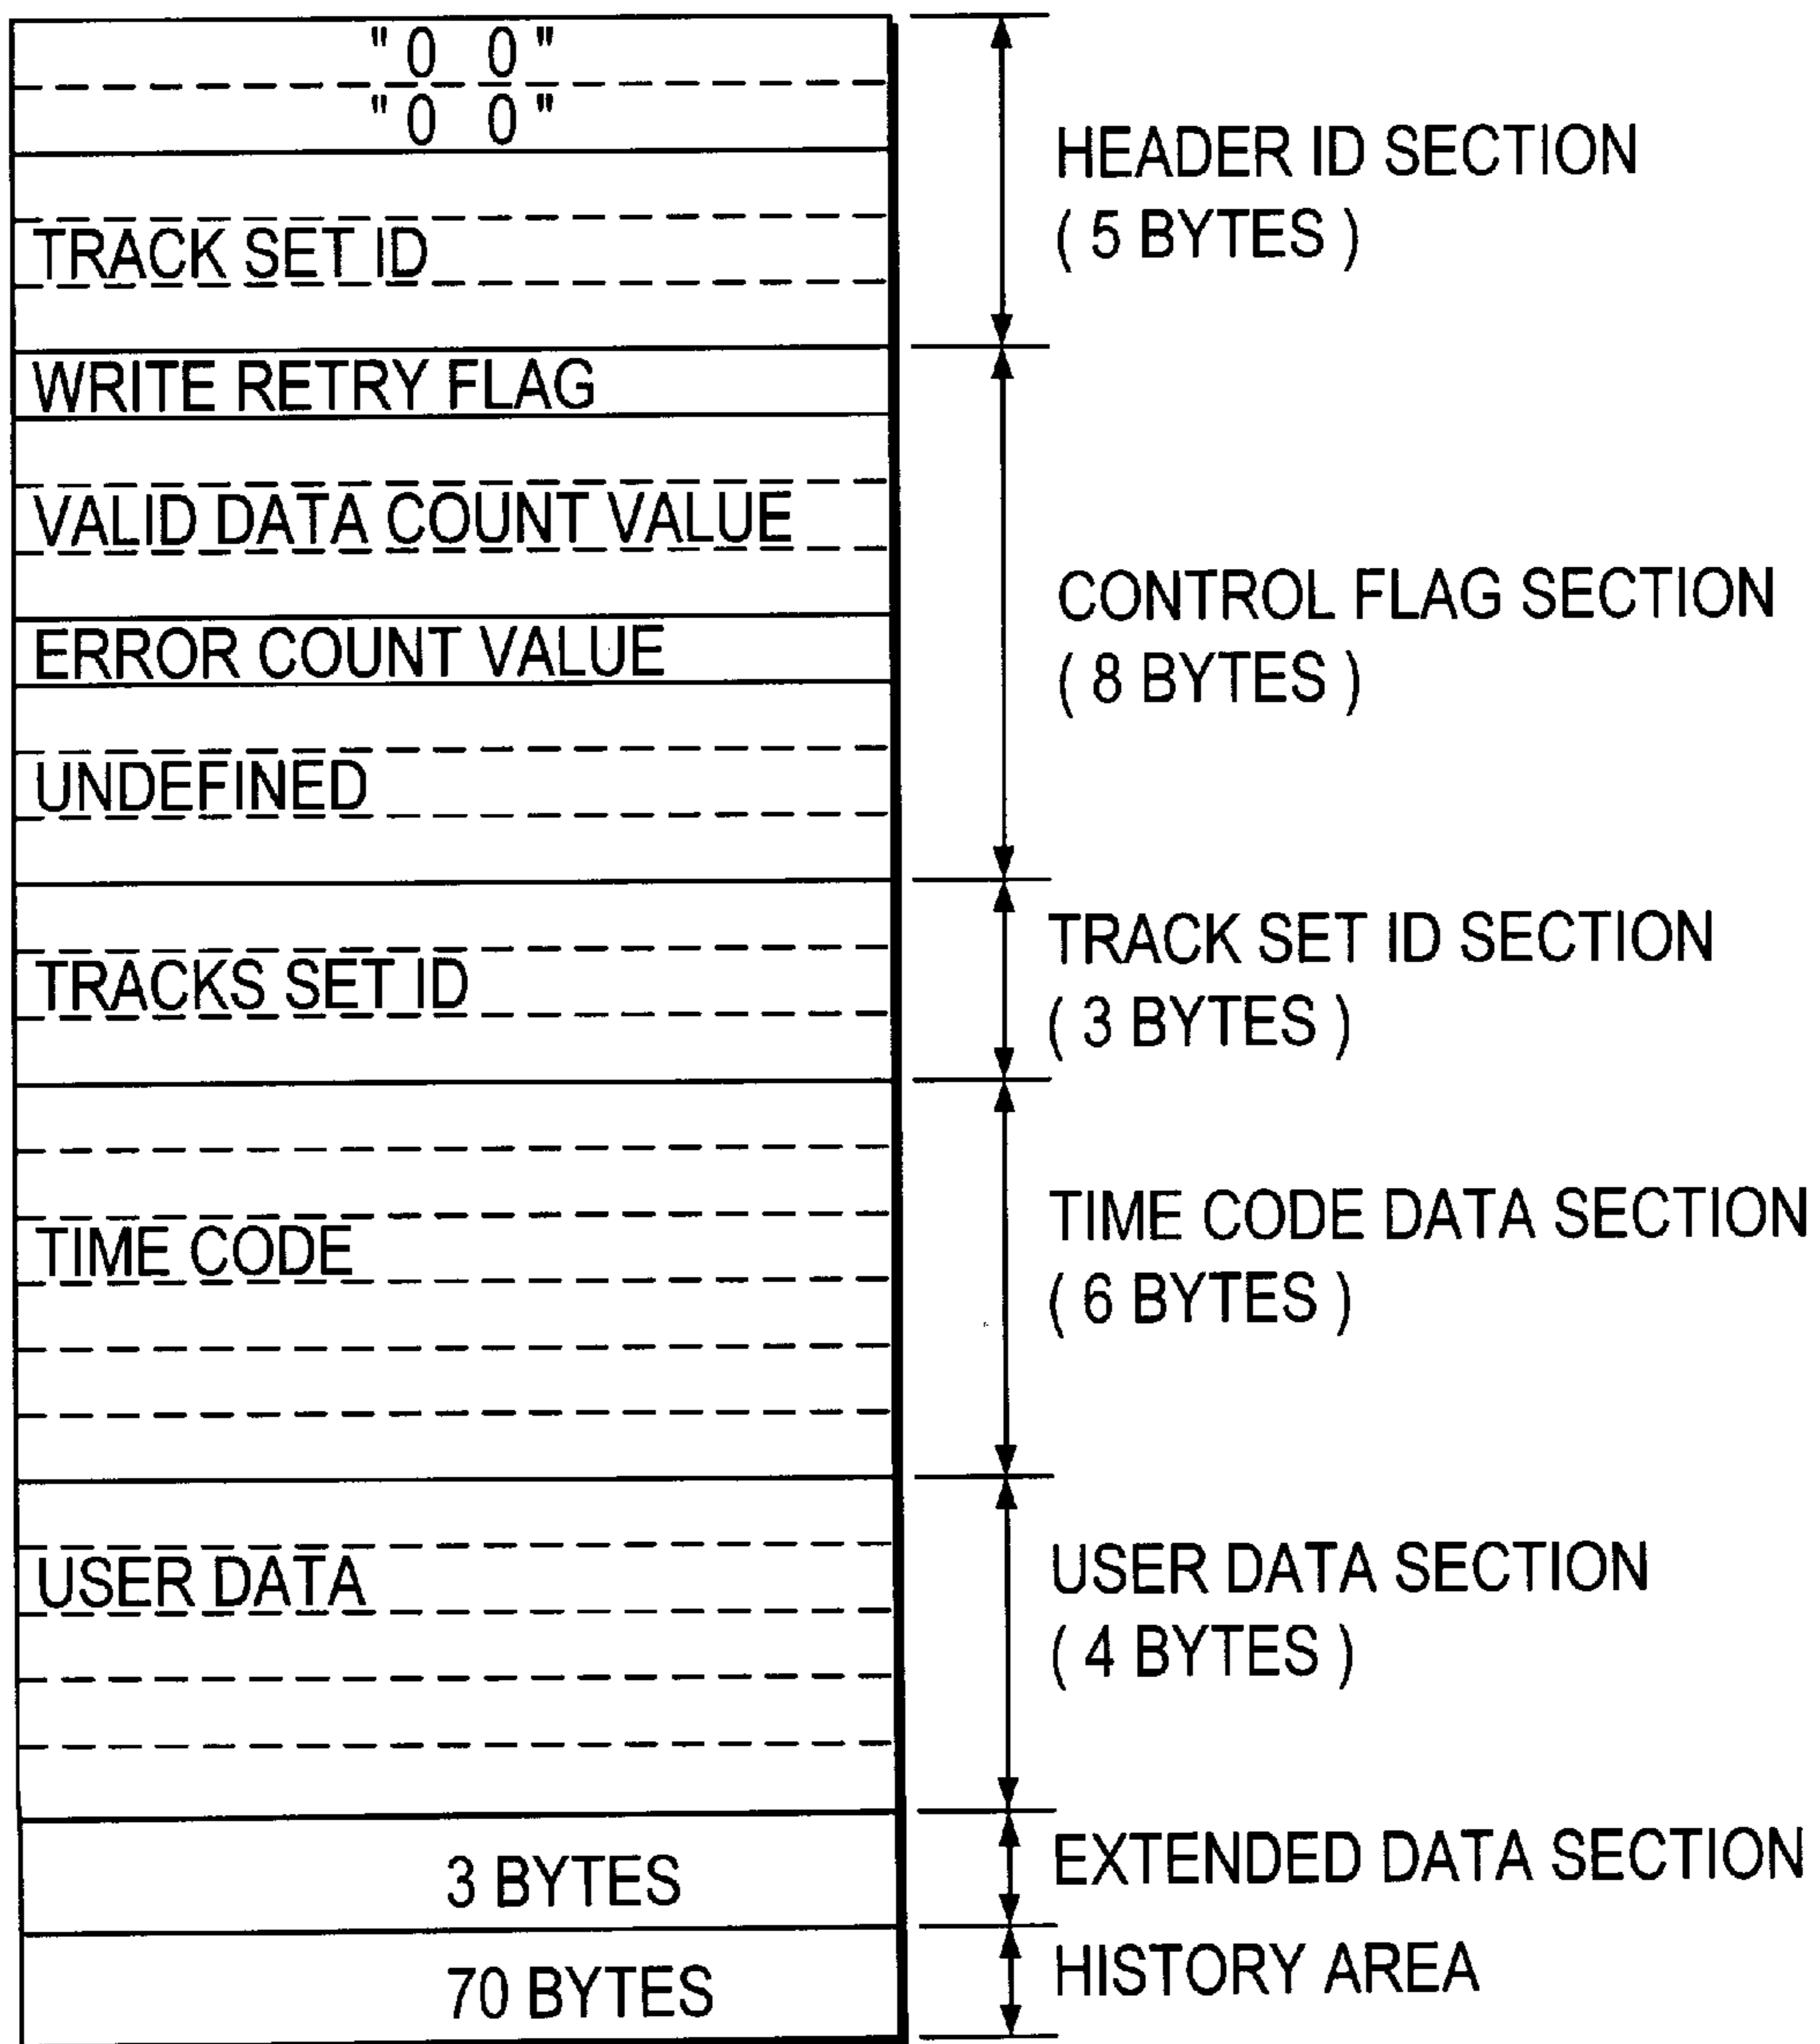 "0 0"
"0 0"
HEADER ID SECTION
( 5 BYTES )
TRACK SET ID
WRITE RETRY FLAG
VALID DATA COUNT VALUE
CONTROL FLAG SECTION
( 8 BYTES )
ERROR COUNT VALUE
UNDEFINED
TRACK SET ID SECTION
( 3 BYTES )
TRACKS SET ID
TIME CODE DATA SECTION
( 6 BYTES )
TIME CODE
USER DATA SECTION
( 4 BYTES )
USER DATA
EXTENDED DATA SECTION
3 BYTES
HISTORY AREA
70 BYTES